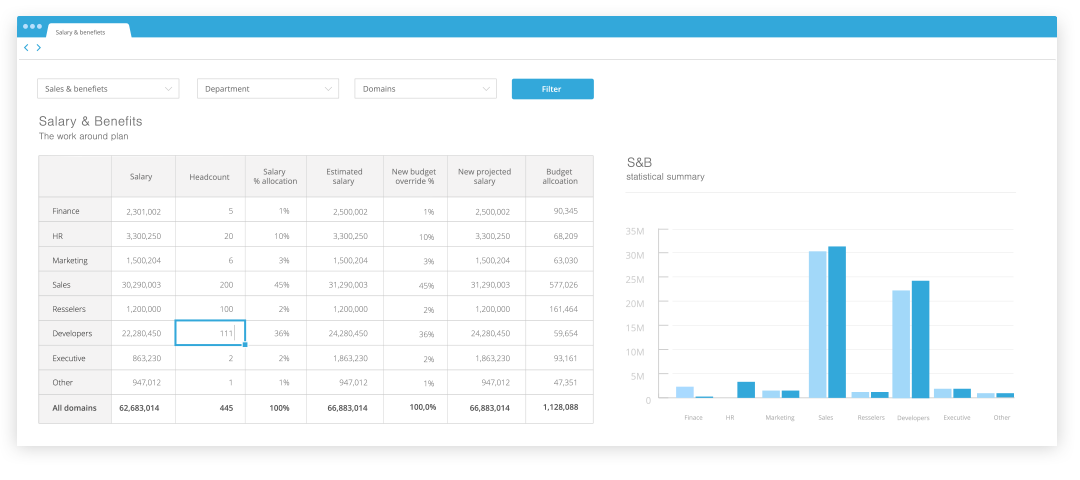 Salary & benefiets
Sales & benefiets
Department
Domains
Filter
Salary & Benefits
The work around plan
Salary
Headcount
Salary
% allocation
Estimated
salary
New budget
override %
New projected
salary
Budget
allcoation
Finance 2,301,002 5 1% 2,500,002 1% 2,500,002 90,345
HR 3,300,250 20 10% 3,300,250 10% 3,300,250 68,209
Marketing 1,500,204 6 3% 1,500,204 3% 1,500,204 63,030
Sales 30,290,003 200 45% 31,290,003 45% 31,290,003 577,026
Resselers 1,200,000 100 2% 1,200,000 2% 1,200,000 161,464
Developers 22,280,450 111 36% 24,280,450 36% 24,280,450 59,654
Executive 863,230 2 2% 1,863,230 2% 1,863,230 93,161
Other 947,012 1 1% 947,012 1% 947,012 47,351
All domains 62,683,014 445 100% 66,883,014 100,0% 66,883,014 1,128,088
S&B
statistical summary
35M
30M
25M
20M
15M
10M
5M
0
Finace HR Marketing Sales Resselers Developers Executive Other